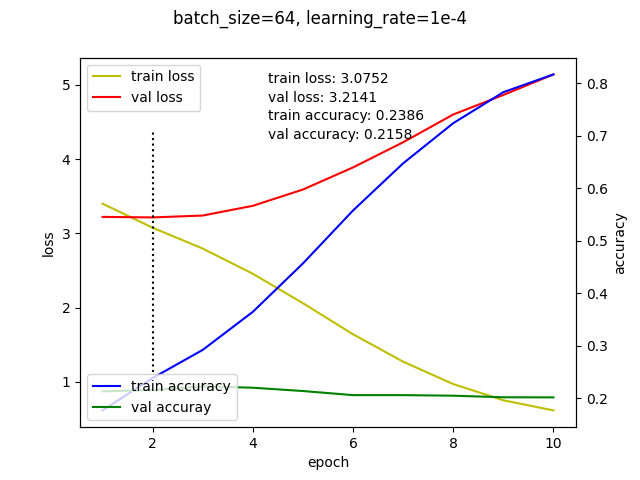 batch_size=64, learning_rate=1e-4
train loss
val loss
train loss: 3.0752
val loss: 3.2141
train accuracy: 0.2386
val accuracy: 0.2158
5
4
3
2
1
loss
0.8
0.7
0.6
0.5
0.4
0.3
0.2
accuracy
train accuracy
val accuray
2
4
6
8
10
epoch